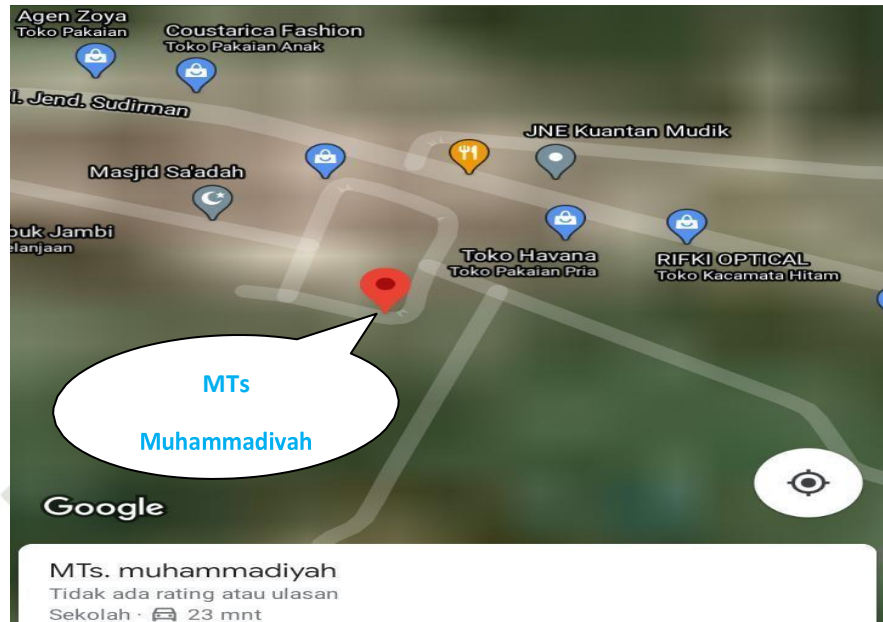 Agen Zoya
Toko Pakaian
Coustarica Fashion
Toko Pakaian Anak
l. Jend. Sudirman
JNE Kuantan Mudik
Masjid Sa'adah
ouk Jambi
elanjaan
Toko Havana
Toko Pakaian Pria
RIFKI OPTICAL
Toko Kacamata Hitam
MTs
Muhammadivah
Google
MTs. muhammadiyah
Tidak ada rating atau ulasan
Sekolah · 23 mnt